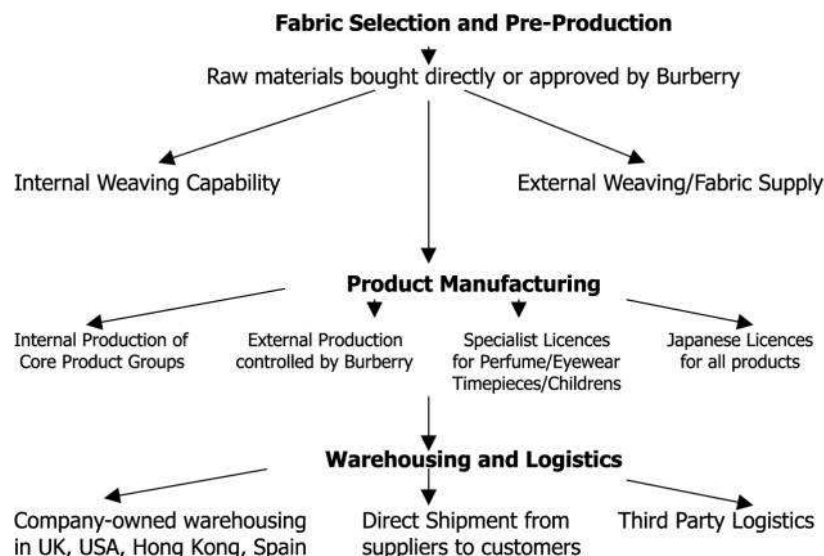 Fabric Selection and Pre-Production
Raw materials bought directly or approved by Burberry
Internal Weaving Capability
External Weaving/Fabric Supply
Product Manufacturing
Internal Production of
Core Product Groups
External Production
controlled by Burberry
Specialist Licences
for Perfume/Eyewear
Timepieces/Childrens
Japanese Licences
for all products
Warehousing and Logistics
Company-owned warehousing
in UK, USA, Hong Kong, Spain
Direct Shipment from
suppliers to customers
Third Party Logistics